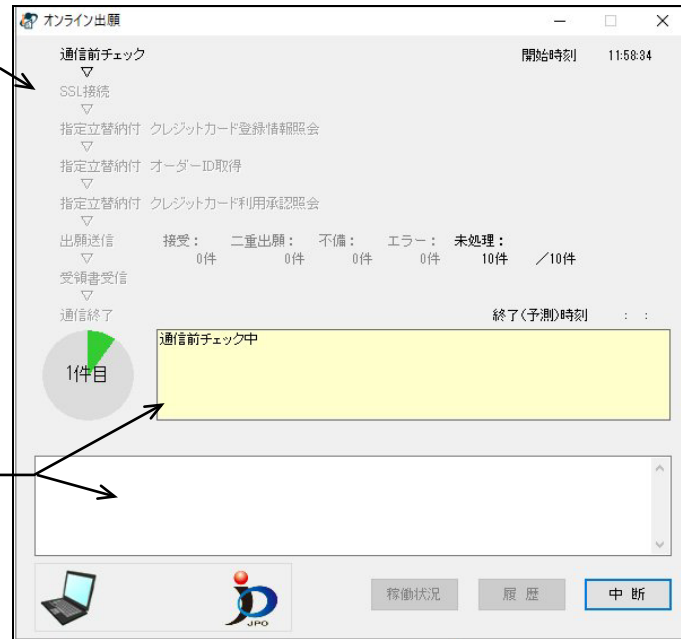 オンライン出願
通信前チェック 開始時刻 11:58:34
▽
SSL接続
▽
指定立替納付 クレジットカード登録情報照会
▽
指定立替納付 オーダーID取得
▽
指定立替納付 クレジットカード利用承認照会
▽
出願送信 接受： 二重出願： 不備： エラー： 未処理：
▽ 0件 0件 0件 0件 10件 ／10件
受領書受信
▽
通信終了 終了(予測)時刻 : :
通信前チェック中
1件目
JPO
稼働状況 履 歴 中 断